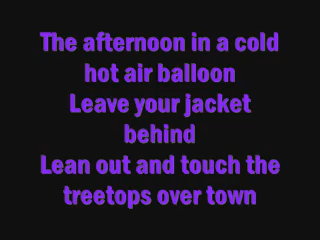 The afternoon in a cold
hot air balloon
Leave your jacket
behind
Lean out and touch the
treetops over town